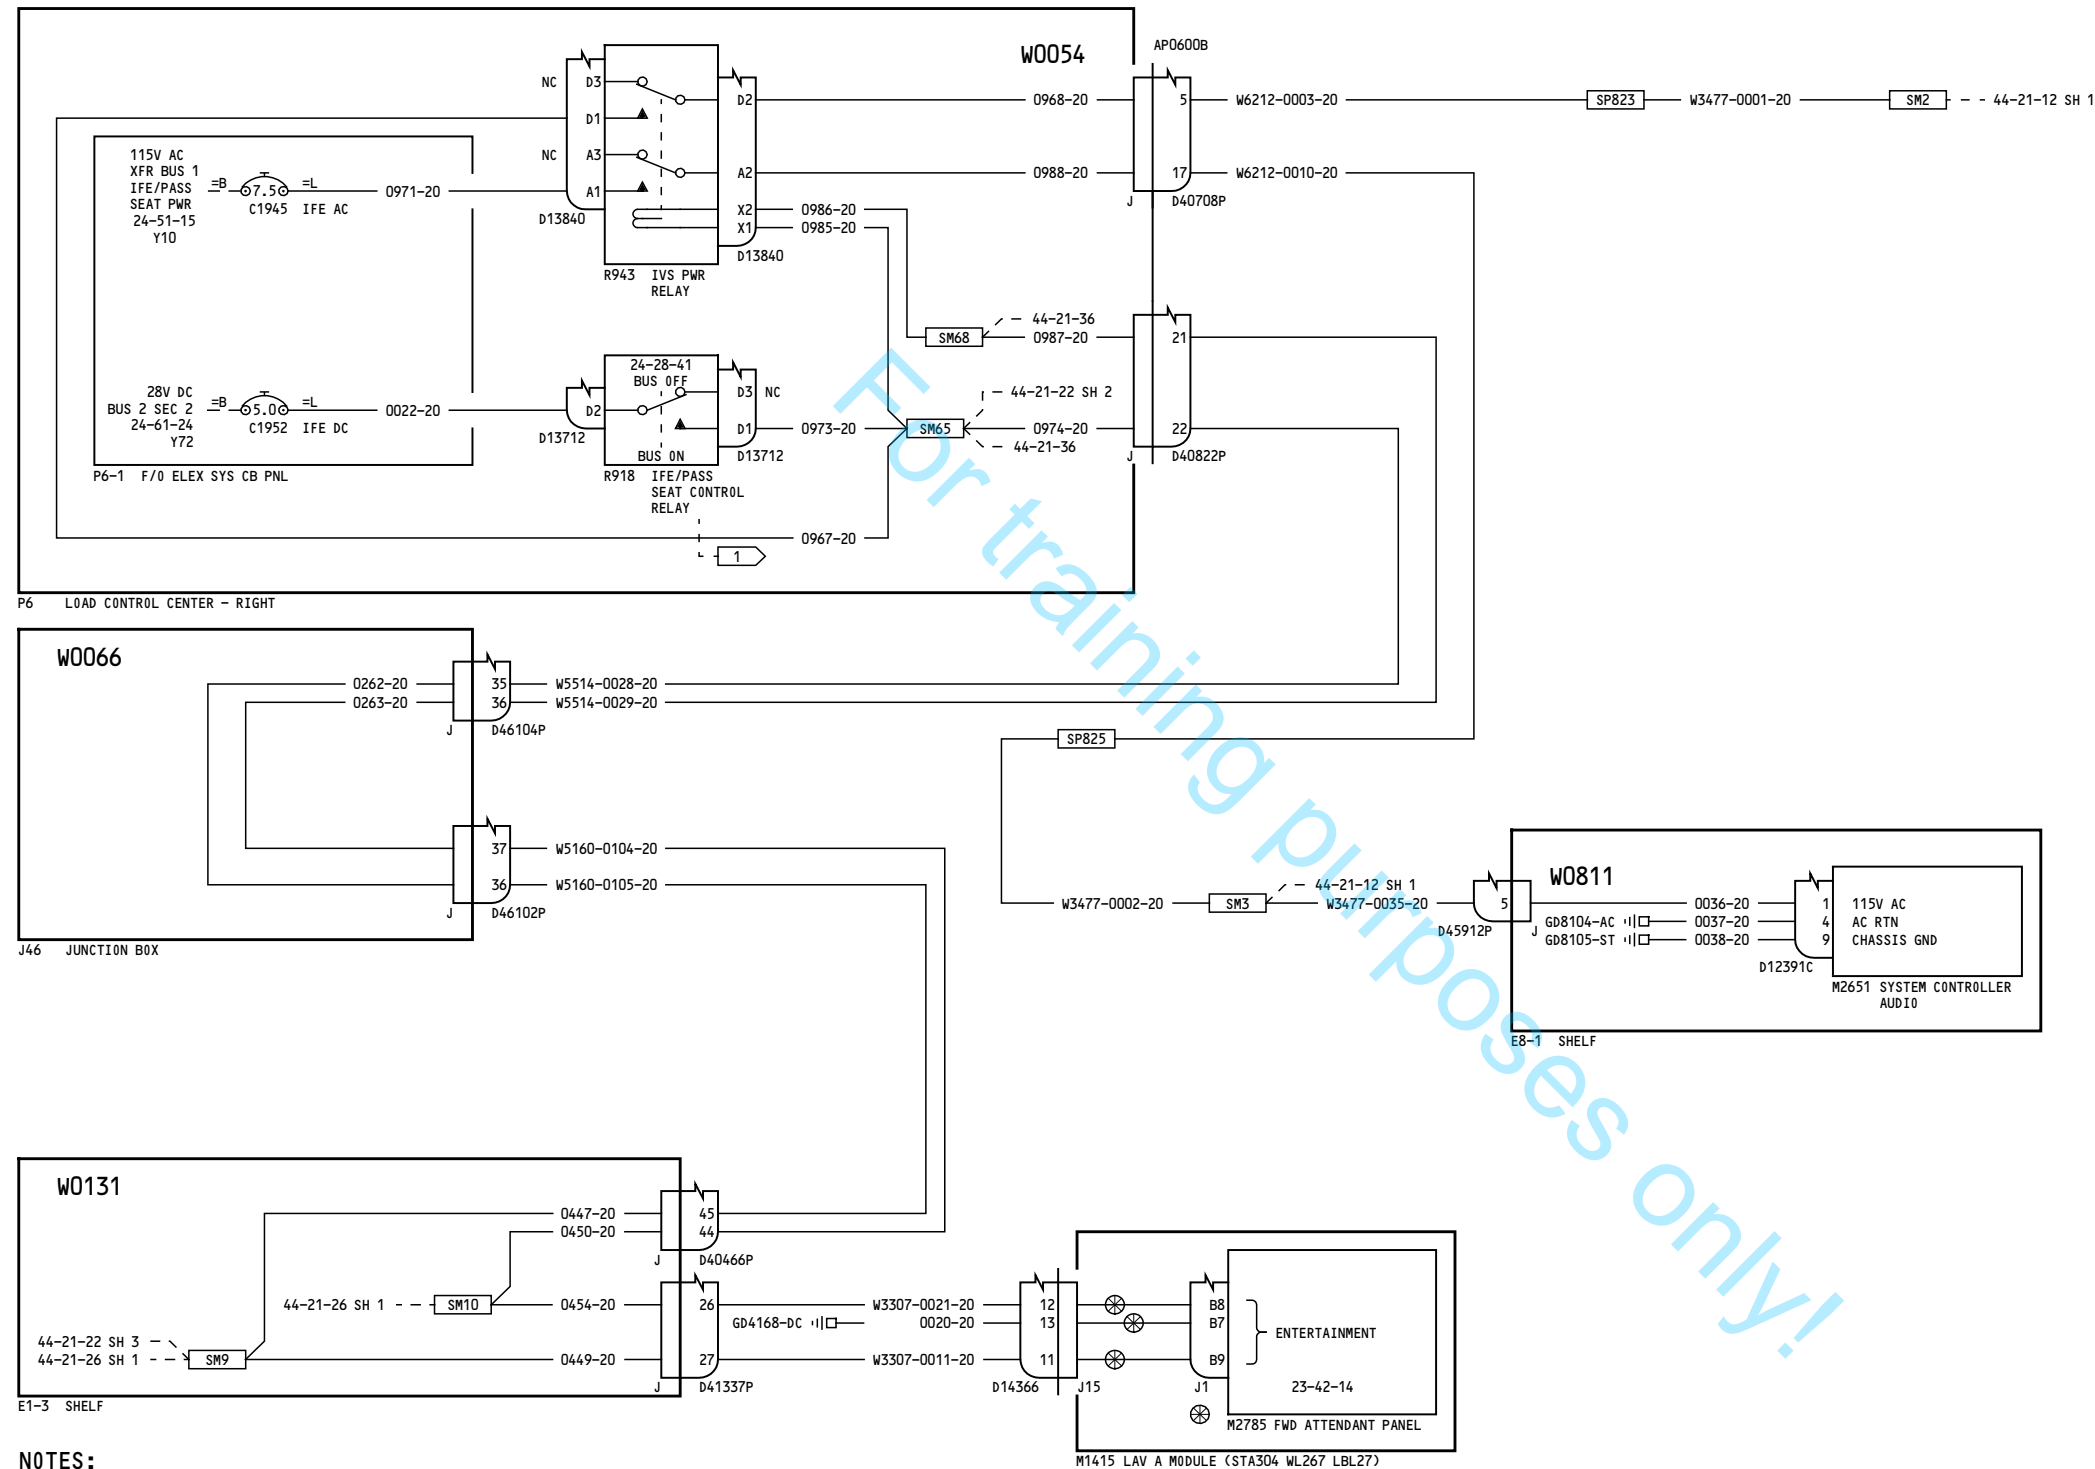 W0054
AP0600B
NC D3 D2 0968-20 5 W6212-0003-20 SP823 W3477-0001-20 SM2 44-21-12 SH 1
D1
NC A3 A2 0988-20 17 W6212-0010-20
J D40708P
115V AC
XFR BUS 1
IFE/PASS
SEAT PWR
24-51-15
Y10
=B 7.5 =L 0971-20 A1
C1945 IFE AC
D13840
X2 0986-20
X1 0985-20
D13840
R943 IVS PWR
RELAY
44-21-36
SM68 0987-20 21
24-28-41
BUS OFF
D3 NC
44-21-22 SH 2
28V DC
BUS 2 SEC 2
24-61-24
Y72
=B 5.0 =L 0022-20 D2
C1952 IFE DC
D13712
D1 0973-20 SM65 0974-20 22
44-21-36
BUS ON
D13712
J D40822P
P6-1 F/O ELEX SYS CB PNL
R918 IFE/PASS
SEAT CONTROL
RELAY
0967-20
1
P6 LOAD CONTROL CENTER - RIGHT
W0066
0262-20 35 W5514-0028-20
0263-20 36 W5514-0029-20
J D46104P
SP825
37 W5160-0104-20
36 W5160-0105-20
J D46102P
J46 JUNCTION BOX
44-21-12 SH 1
W3477-0002-20 SM3 W3477-0035-20 5
D45912P J
W0811
0036-20 1 115V AC
GD8104-AC 0037-20 4 AC RTN
GD8105-ST 0038-20 9 CHASSIS GND
D12391C
M2651 SYSTEM CONTROLLER
AUDIO
E8-1 SHELF
W0131
0447-20 45
0450-20 44
J D40466P
44-21-26 SH 1 SM10 0454-20 26 W3307-0021-20 12 B8
GD4168-DC 0020-20 13 B7
ENTERTAINMENT
44-21-22 SH 3
44-21-26 SH 1 SM9 0449-20 27 W3307-0011-20 11 B9
J D41337P D14366 J15 J1 23-42-14
E1-3 SHELF
M2785 FWD ATTENDANT PANEL
M1415 LAV A MODULE (STA304 WL267 LBL27)
NOTES:
For training purposes only!